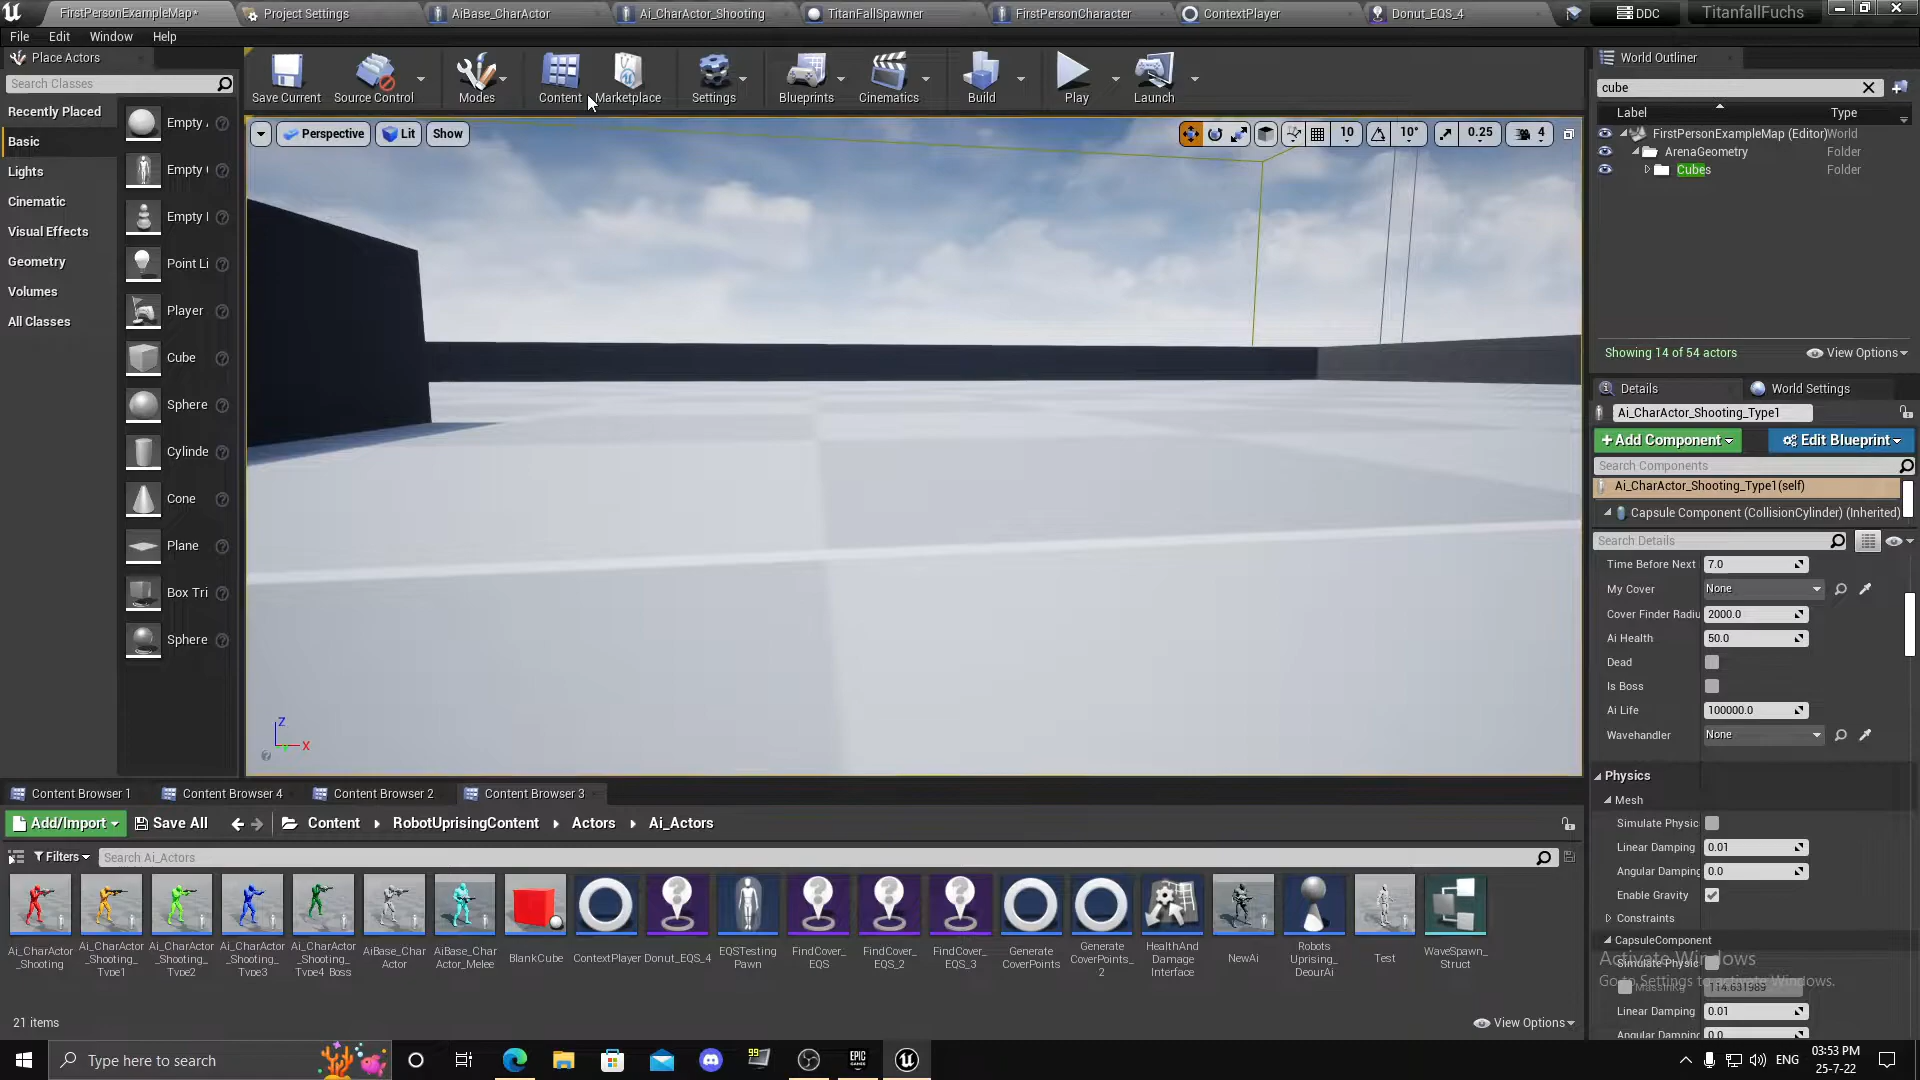 FirstPersonExampleMap*
Project Settings
AiBase_CharActor
Ai_CharActor_Shooting
TitanFallSpawner
FirstPersonCharacter
ContextPlayer
Donut_EQS_4
DDC
TitanfallFuchs
File
Edit
Window
Help
Place Actors
Search Classes
Recently Placed
Basic
Lights
Cinematic
Visual Effects
Geometry
Volumes
All Classes
Empty
Empty
Empty
Point Li
Player
Cube
Sphere
Cylinde
Cone
Plane
Box Tri
Sphere
Save Current
Source Control
Modes
Content
Marketplace
Settings
Blueprints
Cinematics
Build
Play
Launch
Perspective
Lit
Show
10
10°
0.25
4
Z
X
World Outliner
cube
Label
Type
FirstPersonExampleMap (Editor)
World
ArenaGeometry
Folder
Cubes
Folder
Showing 14 of 54 actors
View Options
Details
World Settings
Ai_CharActor_Shooting_Type1
+Add Component
Edit Blueprint
Search Components
Ai_CharActor_Shooting_Type1(self)
Capsule Component (CollisionCylinder) (Inherited)
Search Details
Time Before Next
7.0
My Cover
None
Cover Finder Radiu
2000.0
Ai Health
50.0
Dead
Is Boss
Ai Life
100000.0
Wavehandler
None
Physics
Mesh
Simulate Physic
Linear Damping
0.01
Angular Damping
0.0
Enable Gravity
Constraints
CapsuleComponent
Simulate Physic
MassInKg
114.631989
Linear Damping
0.01
Angular Damping
0.0
Activate Windows
Go to Settings to activate Windows.
Content Browser 1
Content Browser 4
Content Browser 2
Content Browser 3
Add/Import
Save All
Content
RobotUprisingContent
Actors
Ai_Actors
Filters
Search Ai_Actors
Ai_CharActor
_Shooting
Ai_CharActor
_Shooting_
Type1
Ai_CharActor
_Shooting_
Type2
Ai_CharActor
_Shooting_
Type3
Ai_CharActor
_Shooting_
Type4_Boss
AiBase_Char
Actor
AiBase_Char
Actor_Melee
BlankCube
ContextPlayer
Donut_EQS_4
EQSTesting
Pawn
FindCover_
EQS
FindCover_
EQS_2
FindCover_
EQS_3
Generate
CoverPoints
Generate
CoverPoints_
2
HealthAnd
Damage
Interface
NewAi
Robots
Uprising_
DeourAi
Test
WaveSpawn_
Struct
21 items
View Options
Type here to search
99
EPIC
GAMES
ENG
03:53 PM
25-7-22